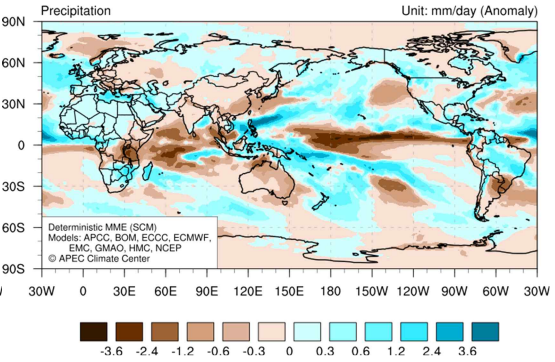 Precipitation Unit: mm/day (Anomaly)
90N
60N
30N
0
30S
60S
90S
Deterministic MME (SCM)
Models: APCC, BOM, ECCC, ECMWF,
EMC, GMAO, HMC, NCEP
© APEC Climate Center
30W 0 30E 60E 90E 120E 150E 180 150W 120W 90W 60W 30W
-3.6 -2.4 -1.2 -0.6 -0.3 0 0.3 0.6 1.2 2.4 3.6